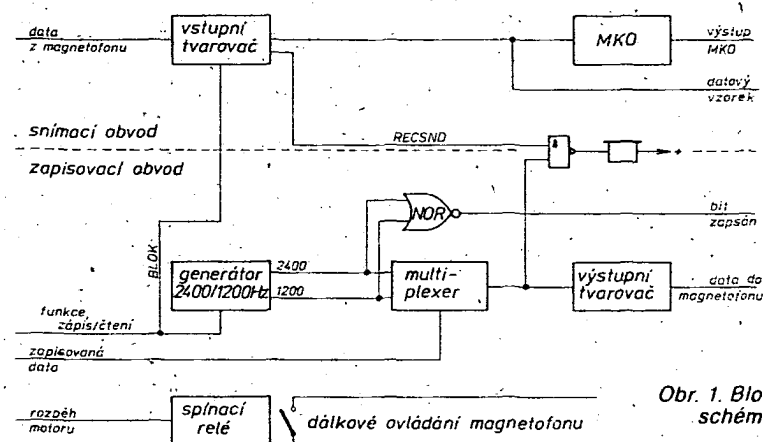 data
z magnetofonu
vstupní
tvarovač
MKO
výstup
MKO
datový
vzorek
snímací obvod
RECSND
&
+
zapisovací obvod
BLOK
NOR
bit
zapsán
generátor
2400/1200Hz
2400
1200
multi-
plexer
výstupní
tvarovač
data do
magnetofonu
funkce
zápis/čtení
zapisovaná
data
rozběh
motoru
spínací
relé
dálkové ovládání magnetofonu
Obr. 1. Blo
schém